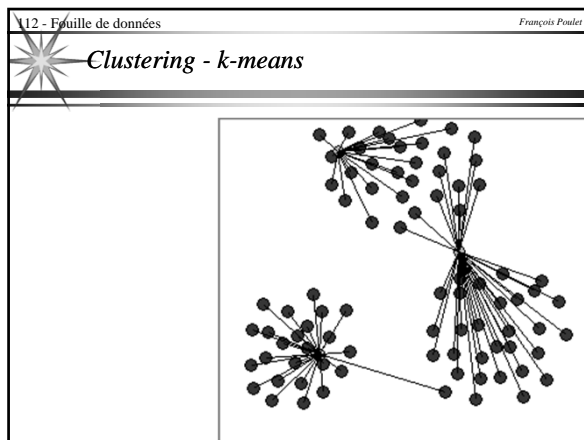 112 - Fouille de données
François Poulet
Clustering - k-means